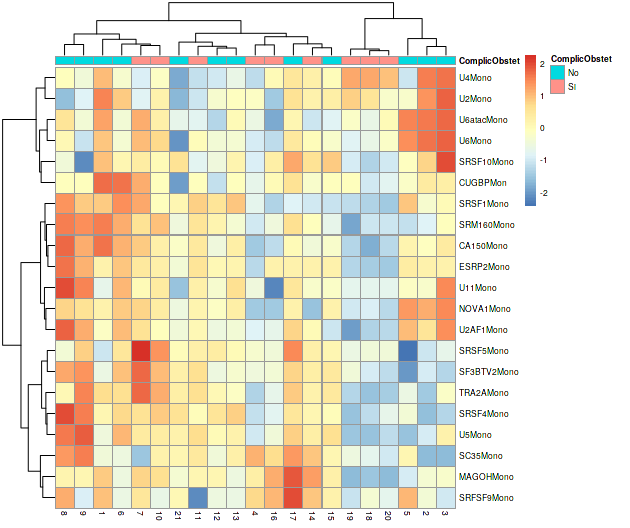 ComplicObstet
U4Mono
U2Mono
U6atacMono
U6Mono
SRSF10Mono
CUGBPMon
SRSF1Mono
SRM160Mono
CA150Mono
ESRP2Mono
U11Mono
NOVA1Mono
U2AF1Mono
SRSF5Mono
SF3BTV2Mono
TRA2AMono
SRSF4Mono
U5Mono
SC35Mono
MAGOHMono
SRFSF9Mono
8 9 1 6 7 10 21 11 12 13 4 16 17 14 15 19 18 20 5 2 3
2
1
0
-1
-2
ComplicObstet
No
SI